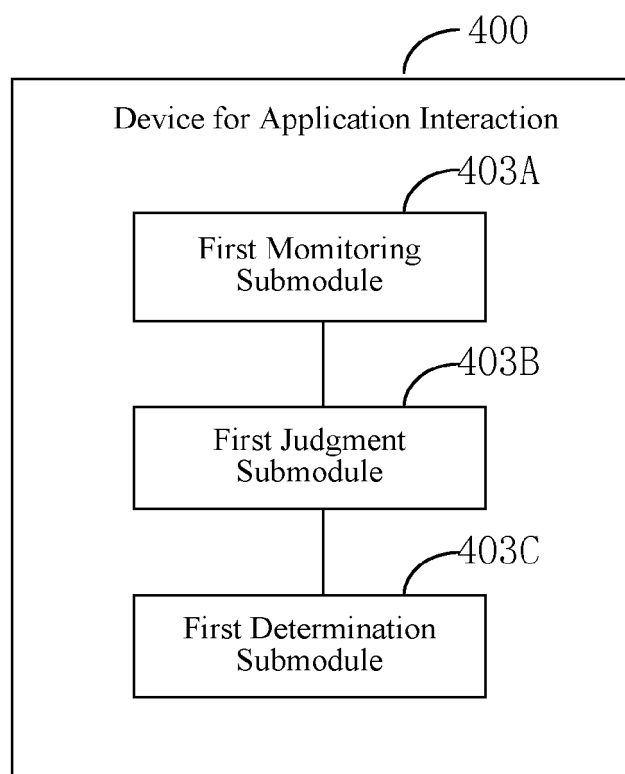 400
Device for Application Interaction
403A
First Momitoring
Submodule
403B
First Judgment
Submodule
403C
First Determination
Submodule